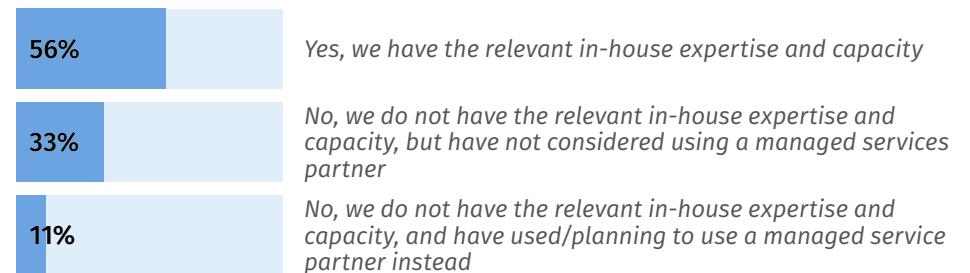 56%
Yes, we have the relevant in-house expertise and capacity
33%
No, we do not have the relevant in-house expertise and
capacity, but have not considered using a managed services
partner
11%
No, we do not have the relevant in-house expertise and
capacity, and have used/planning to use a managed service
partner instead